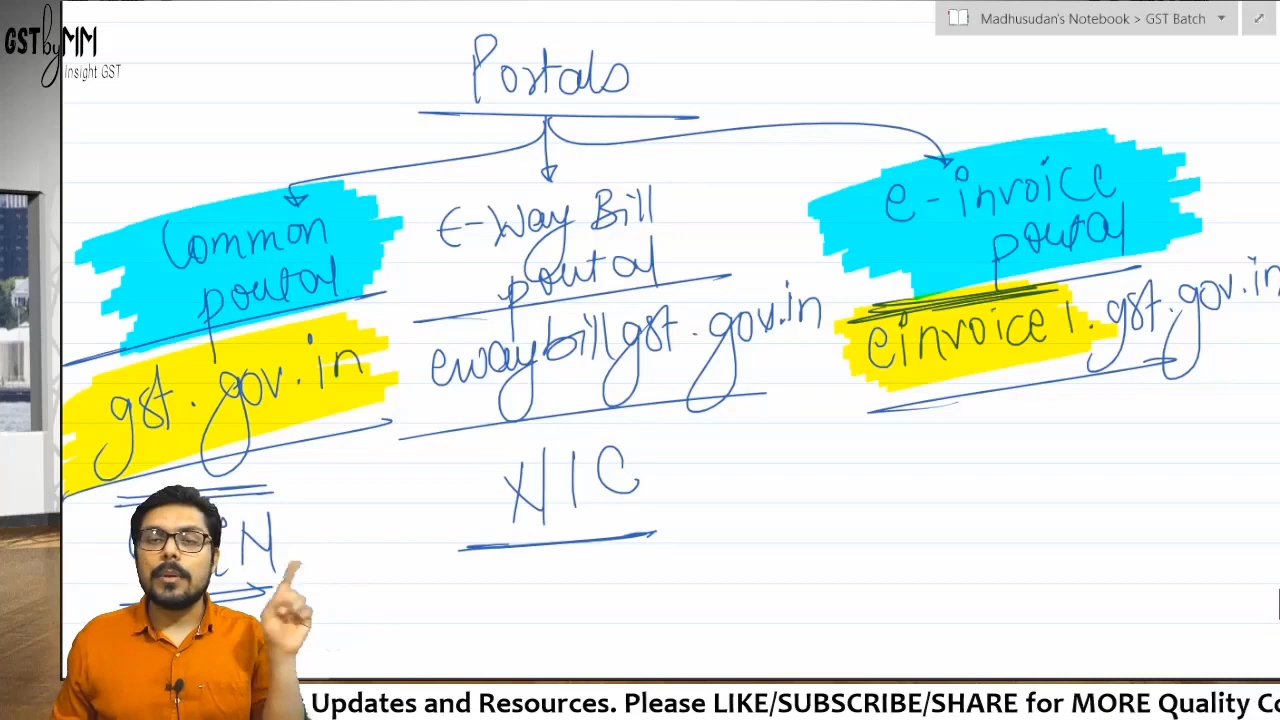 GST by MM
Insight GST
Madhusudan's Notebook > GST Batch
Portals
Common
portal
gst.gov.in
E-Way Bill
portal
ewaybillgst.gov.in
NIC
e-invoice
portal
einvoice1.gst.gov.in
Updates and Resources. Please LIKE/SUBSCRIBE/SHARE for MORE Quality Co